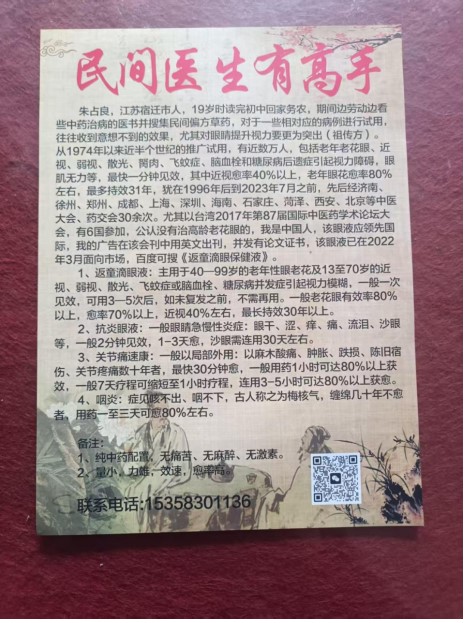 民间医生有高手
朱占良，江苏宿迁市人，19岁时读完初中回家务农，期间边劳动边看
些中药治病的医书并搜集民间偏方草药，对于一些相对应的病例进行试用，
往往收到意想不到的效果，尤其对眼睛提升视力要更为突出（祖传方）。
从1974年以来近半个世纪的推广试用，有近数万人，包括老年老花眼、近
视、弱视、散光、胬肉、飞蚊症、脑血栓和糖尿病后遗症引起视力障碍，眼
肌无力等，最快一分钟见效，其中近视愈率40%以上，老年眼花愈率80%
左右，最多持效31年，犹在1996年后到2023年7月之前，先后经济南、
徐州、郑州、成都、上海、深圳、海南、石家庄、菏泽、西安、北京等中医
大会、药交会30余次。尤其以台湾2017年第87届国际中医药学术论坛大
会，有6国参加，公认没有治高龄老花眼的，我是中国人，该眼液应领先国
际，我的广告在该会刊中用英文出刊，并发有论文证书，该眼液已在2022
年3月面向市场，百度可搜《返童滴眼保健液》。
1、返童滴眼液：主用于40—99岁的老年性眼老花及13至70岁的近
视、弱视、散光、飞蚊症或脑血栓、糖尿病并发症引起视力模糊，一般一次
见效，可用3—5次后，如未复发之前，不需再用。一般老花眼有效率80%
以上，愈率70%以上，近视40%左右，最长持效30年以上。
2、抗炎眼液：一般眼睛急慢性炎症：眼干、涩、痒、痛、流泪、沙眼
等，一般2分钟见效，1-3天愈，沙眼需连用30天左右。
3、关节痛速康：一般以局部外用：以麻木酸痛、肿胀、跌损、陈旧宿
伤、关节疼痛数十年者，最快30分钟愈，一般用药1小时可达80%以上获
效，一般7天疗程可缩短至1小时疗程，连用3-5小时可达80%以上获愈。
4、咽炎：症见咳不出、咽不下，古人称之为梅核气，缠绵几十年不愈
者，用药一至三天可愈80%左右。
备注：
1、纯中药配置、无痛苦、无麻醉、无激素。
2、量小，力雄，效速，愈率高。
联系电话:15358301136